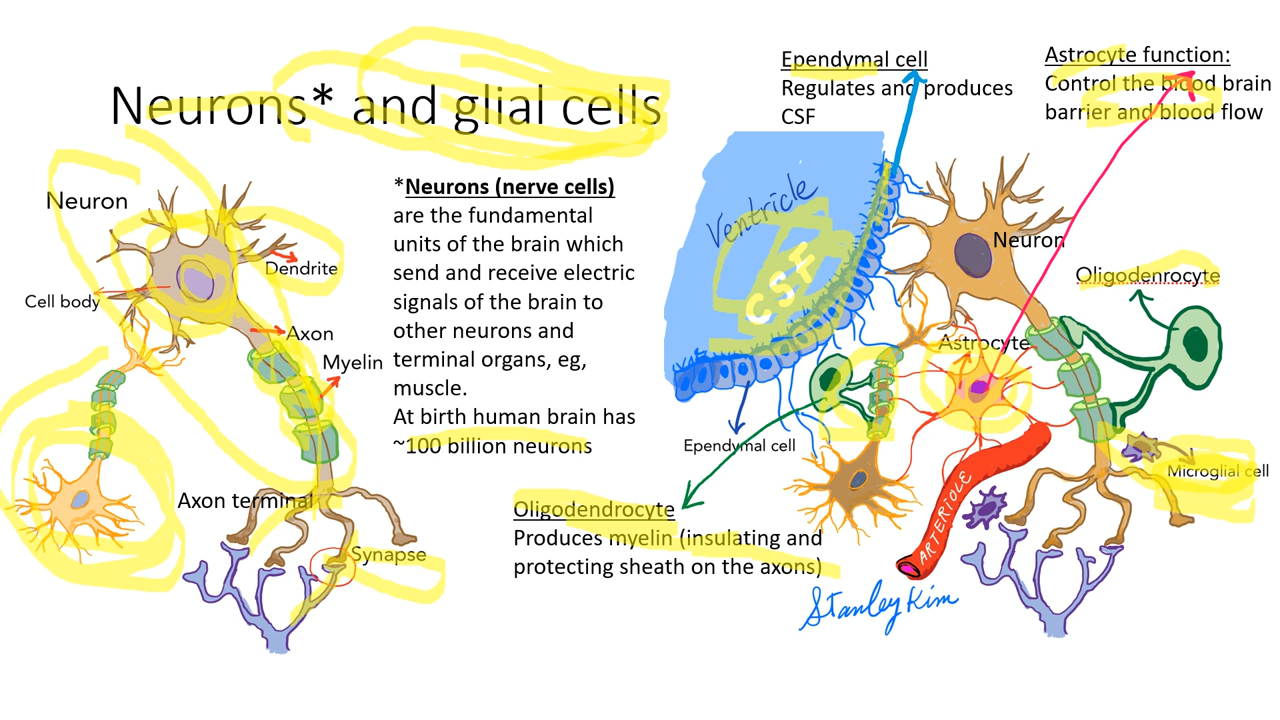 Neurons* and glial cells
Neuron
Dendrite
Cell body
Axon
Myelin
Axon terminal
Synapse
*Neurons (nerve cells)
are the fundamental
units of the brain which
send and receive electric
signals of the brain to
other neurons and
terminal organs, eg,
muscle.
At birth human brain has
~100 billion neurons
Oligodendrocyte
Produces myelin (insulating and
protecting sheath on the axons)
Ependymal cell
Regulates and produces
CSF
Astrocyte function:
Control the blood brain
barrier and blood flow
Ventricle
CSF
Neuron
Oligodenrocyte
Astrocyte
Ependymal cell
Microglial cell
ARTERIOLE
Stanley Kim